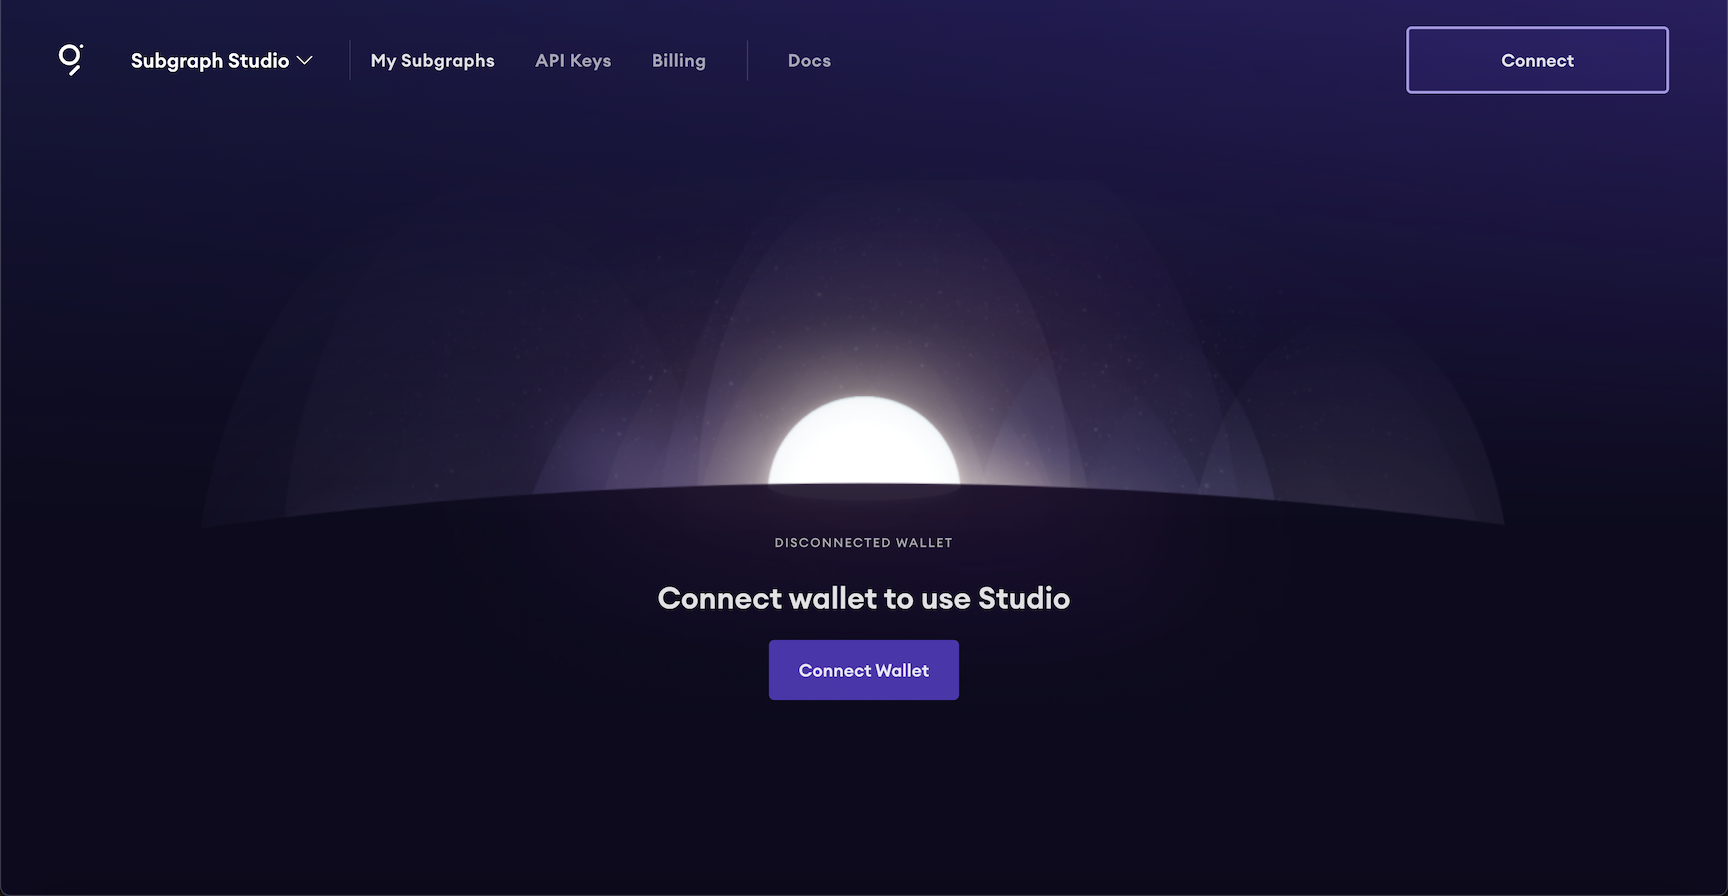 Subgraph Studio
My Subgraphs
API Keys
Billing
Docs
Connect
DISCONNECTED WALLET
Connect wallet to use Studio
Connect Wallet